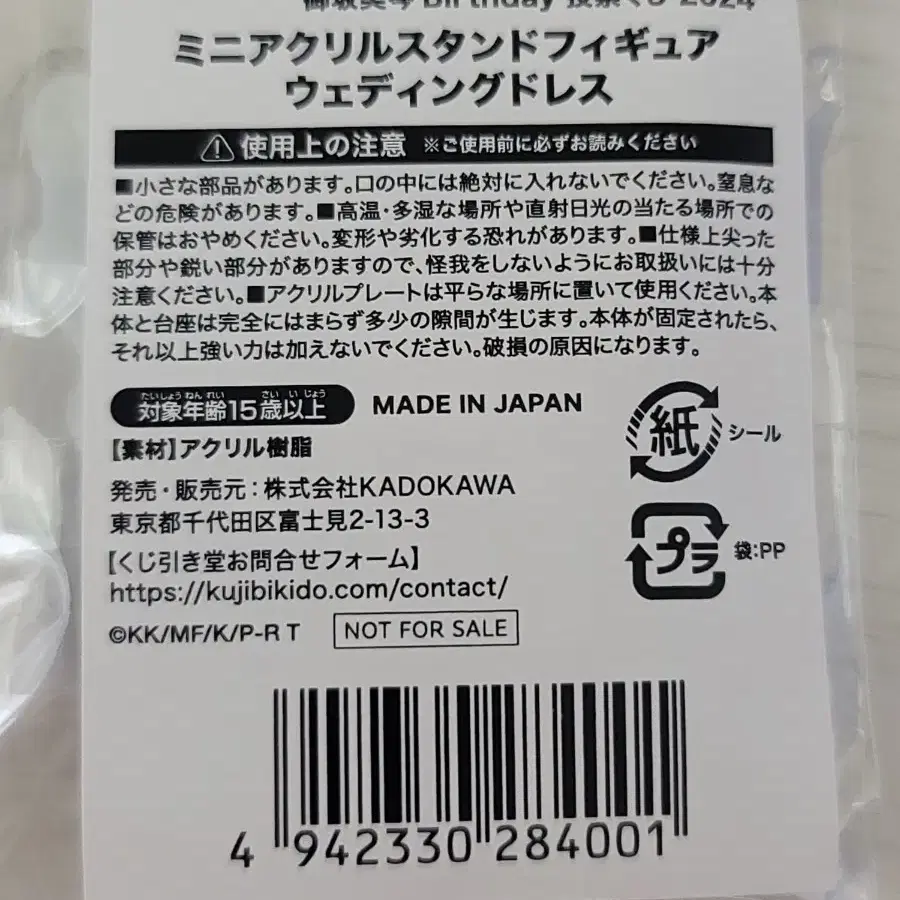 御坂美琴 Birthday 投票くじ 2024
ミニアクリルスタンドフィギュア
ウェディングドレス
使用上の注意 ※ご使用前に必ずお読みください
■小さな部品があります。口の中には絶対に入れないでください。窒息な
どの危険があります。■高温・多湿な場所や直射日光の当たる場所での
保管はおやめください。変形や劣化する恐れがあります。■仕様上尖った
部分や鋭い部分がありますので、怪我をしないようにお取扱いには十分
注意ください。■アクリルプレートは平らな場所に置いて使用ください。本
体と台座は完全にはまらず多少の隙間が生じます。本体が固定されたら、
それ以上強い力は加えないでください。破損の原因になります。
たいしょうねんれい さい いじょう
対象年齢15歳以上 MADE IN JAPAN
紙 シール
【素材】アクリル樹脂
発売・販売元：株式会社KADOKAWA
東京都千代田区富士見2-13-3
プラ 袋:PP
【くじ引き堂お問合せフォーム】
https://kujibikido.com/contact/
©KK/MF/K/P-R T NOT FOR SALE
4 942330 284001